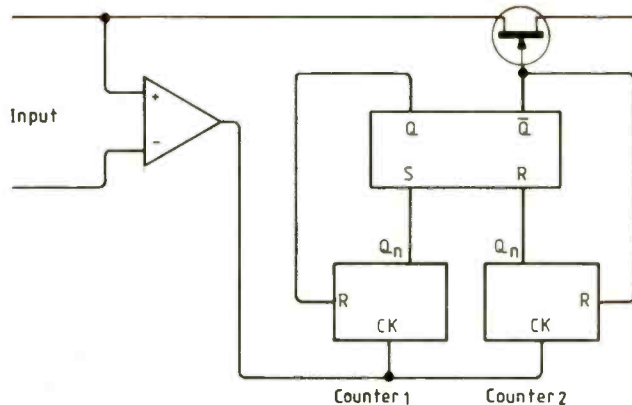 +
Input
−
Q Q̅
S R
Qn Qn
R R
CK CK
Counter 1 Counter 2